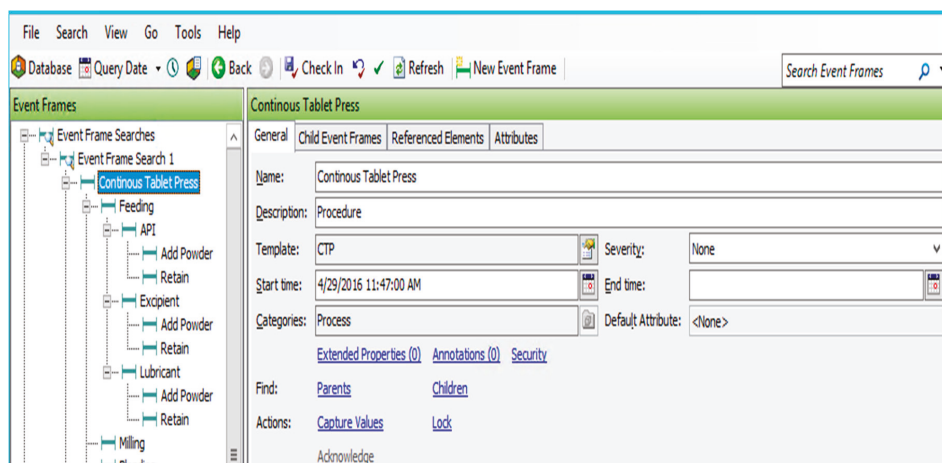 File Search View Go Tools Help
Database Query Date Back Check In Refresh New Event Frame Search Event Frames
Event Frames
Event Frame Searches
Event Frame Search 1
Continous Tablet Press
Feeding
API
Add Powder
Retain
Excipient
Add Powder
Retain
Lubricant
Add Powder
Retain
Milling
Continous Tablet Press
General Child Event Frames Referenced Elements Attributes
Name: Continous Tablet Press
Description: Procedure
Template: CTP Severity: None
Start time: 4/29/2016 11:47:00 AM End time:
Categories: Process Default Attribute: <None>
Extended Properties (0) Annotations (0) Security
Find: Parents Children
Actions: Capture Values Lock
Acknowledge